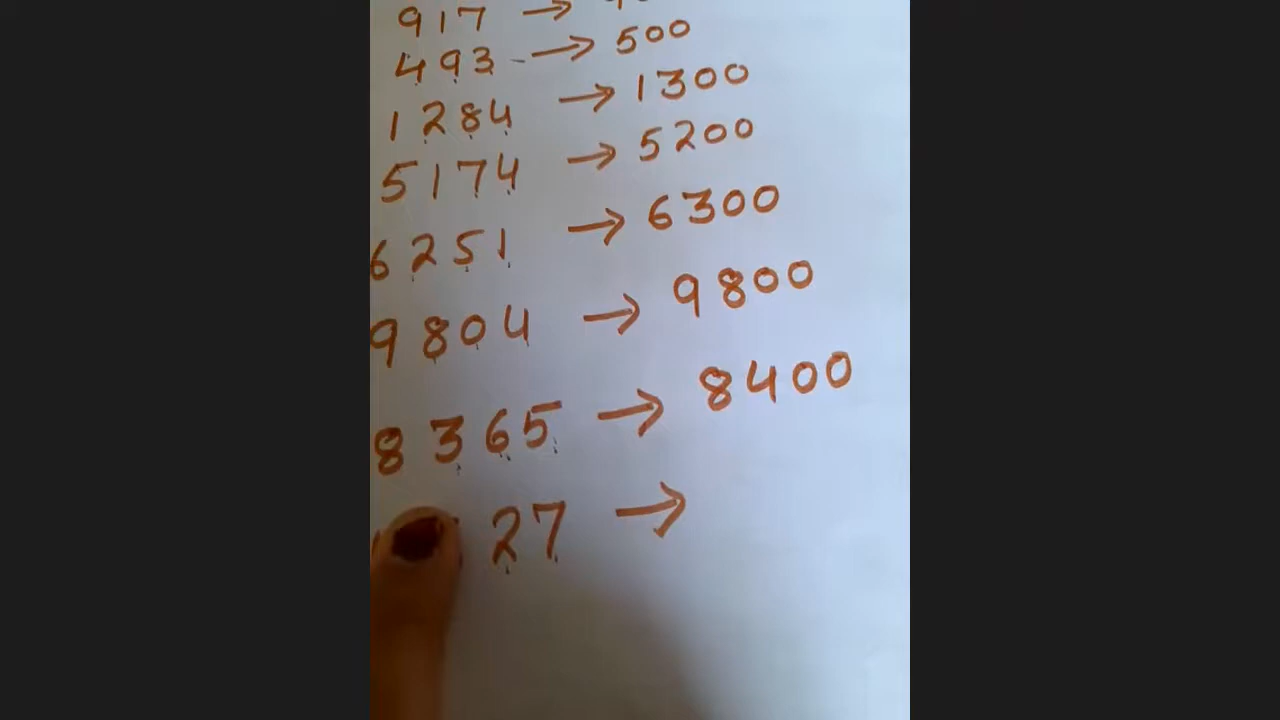 917 →
493 → 500
1284 → 1300
5174 → 5200
6251 → 6300
9804 → 9800
8365 → 8400
27 →